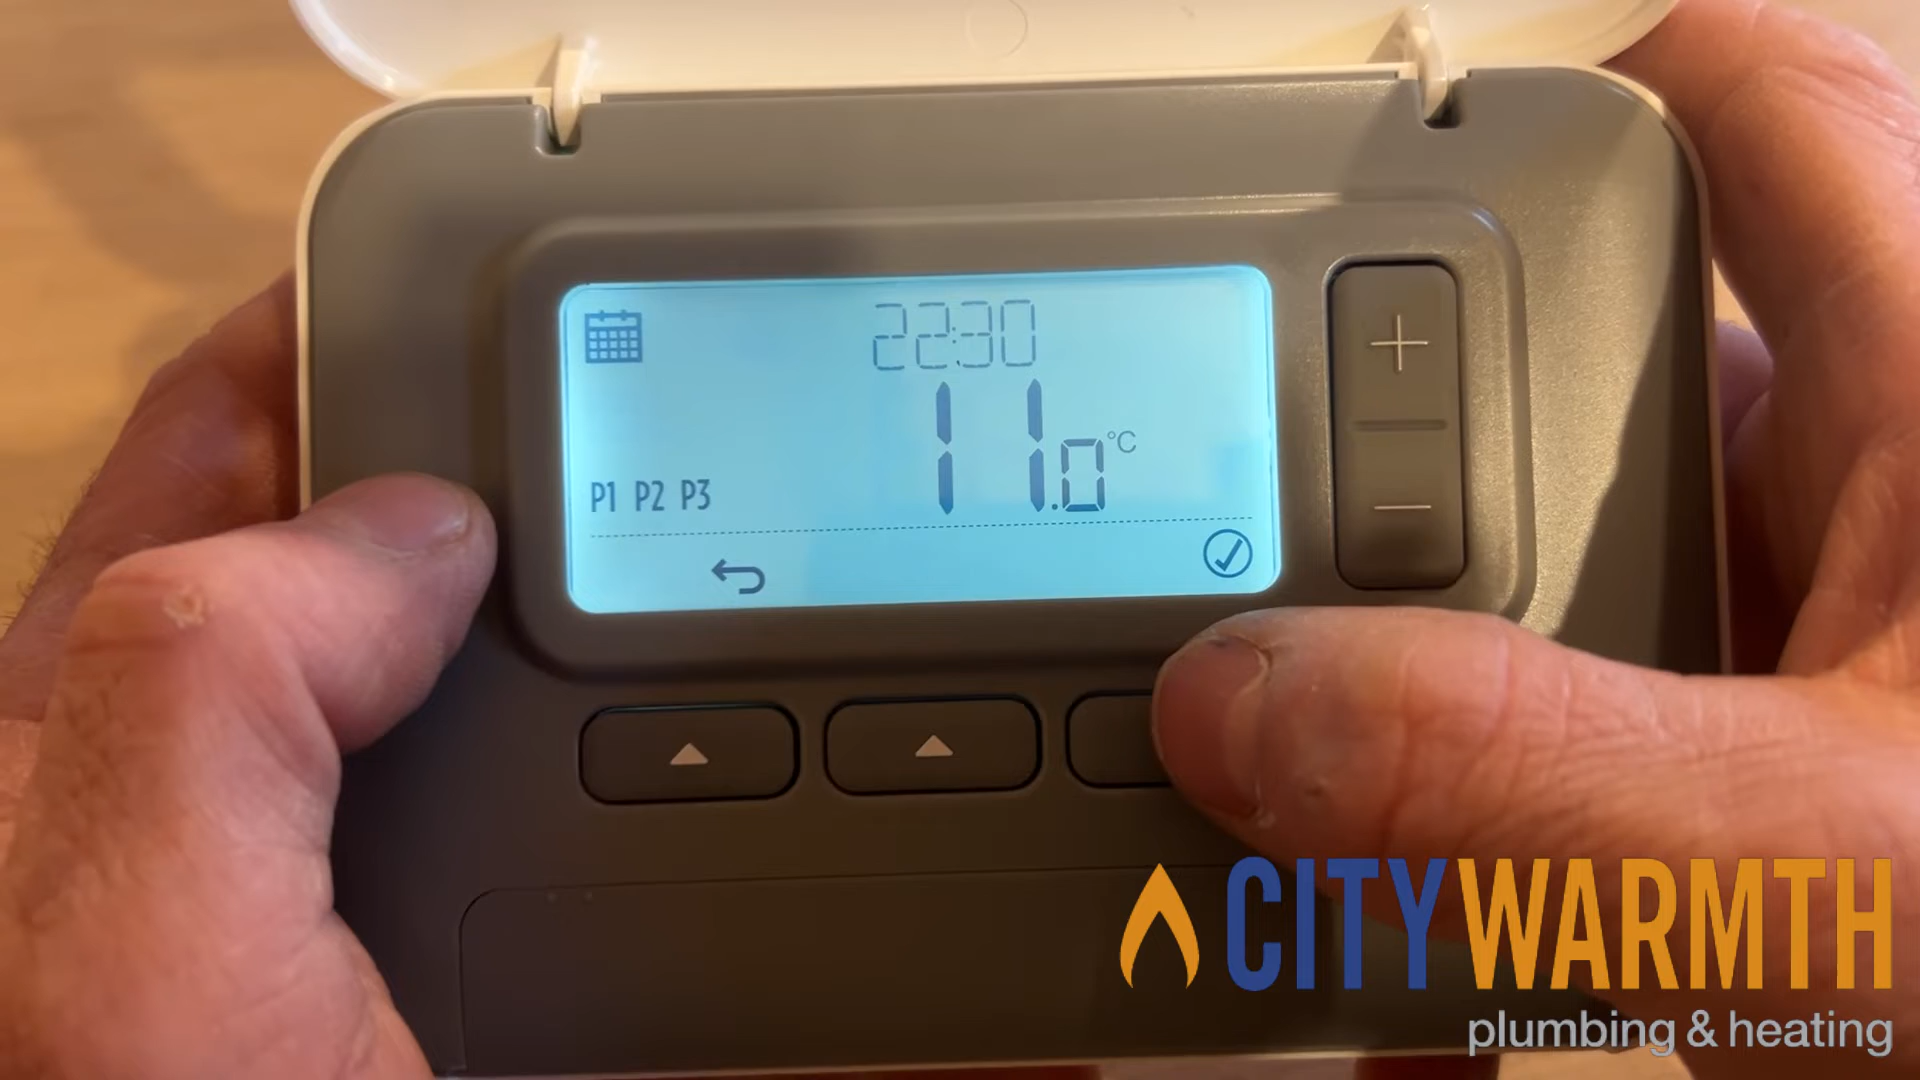 22:30
11.0°C
P1 P2 P3
CITYWARMTH
plumbing & heating